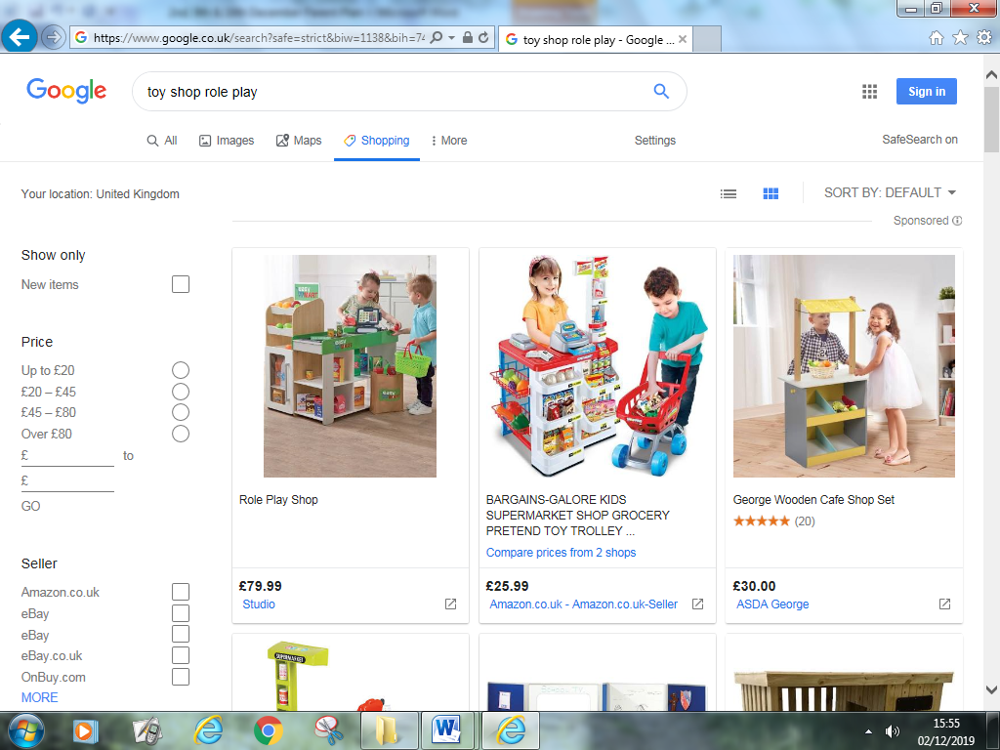 https://www.google.co.uk/search?safe=strict&biw=1138&bih=74
toy shop role play - Google ...
Google
toy shop role play
Sign in
All
Images
Maps
Shopping
More
Settings
SafeSearch on
Your location: United Kingdom
SORT BY: DEFAULT
Sponsored
Show only
New items
Price
Up to £20
£20 – £45
£45 – £80
Over £80
£ to
£
GO
Seller
Amazon.co.uk
eBay
eBay
eBay.co.uk
OnBuy.com
MORE
Role Play Shop
£79.99
Studio
BARGAINS-GALORE KIDS
SUPERMARKET SHOP GROCERY
PRETEND TOY TROLLEY ...
Compare prices from 2 shops
£25.99
Amazon.co.uk - Amazon.co.uk-Seller
George Wooden Cafe Shop Set
(20)
£30.00
ASDA George
SUPERMARKET
15:55
02/12/2019